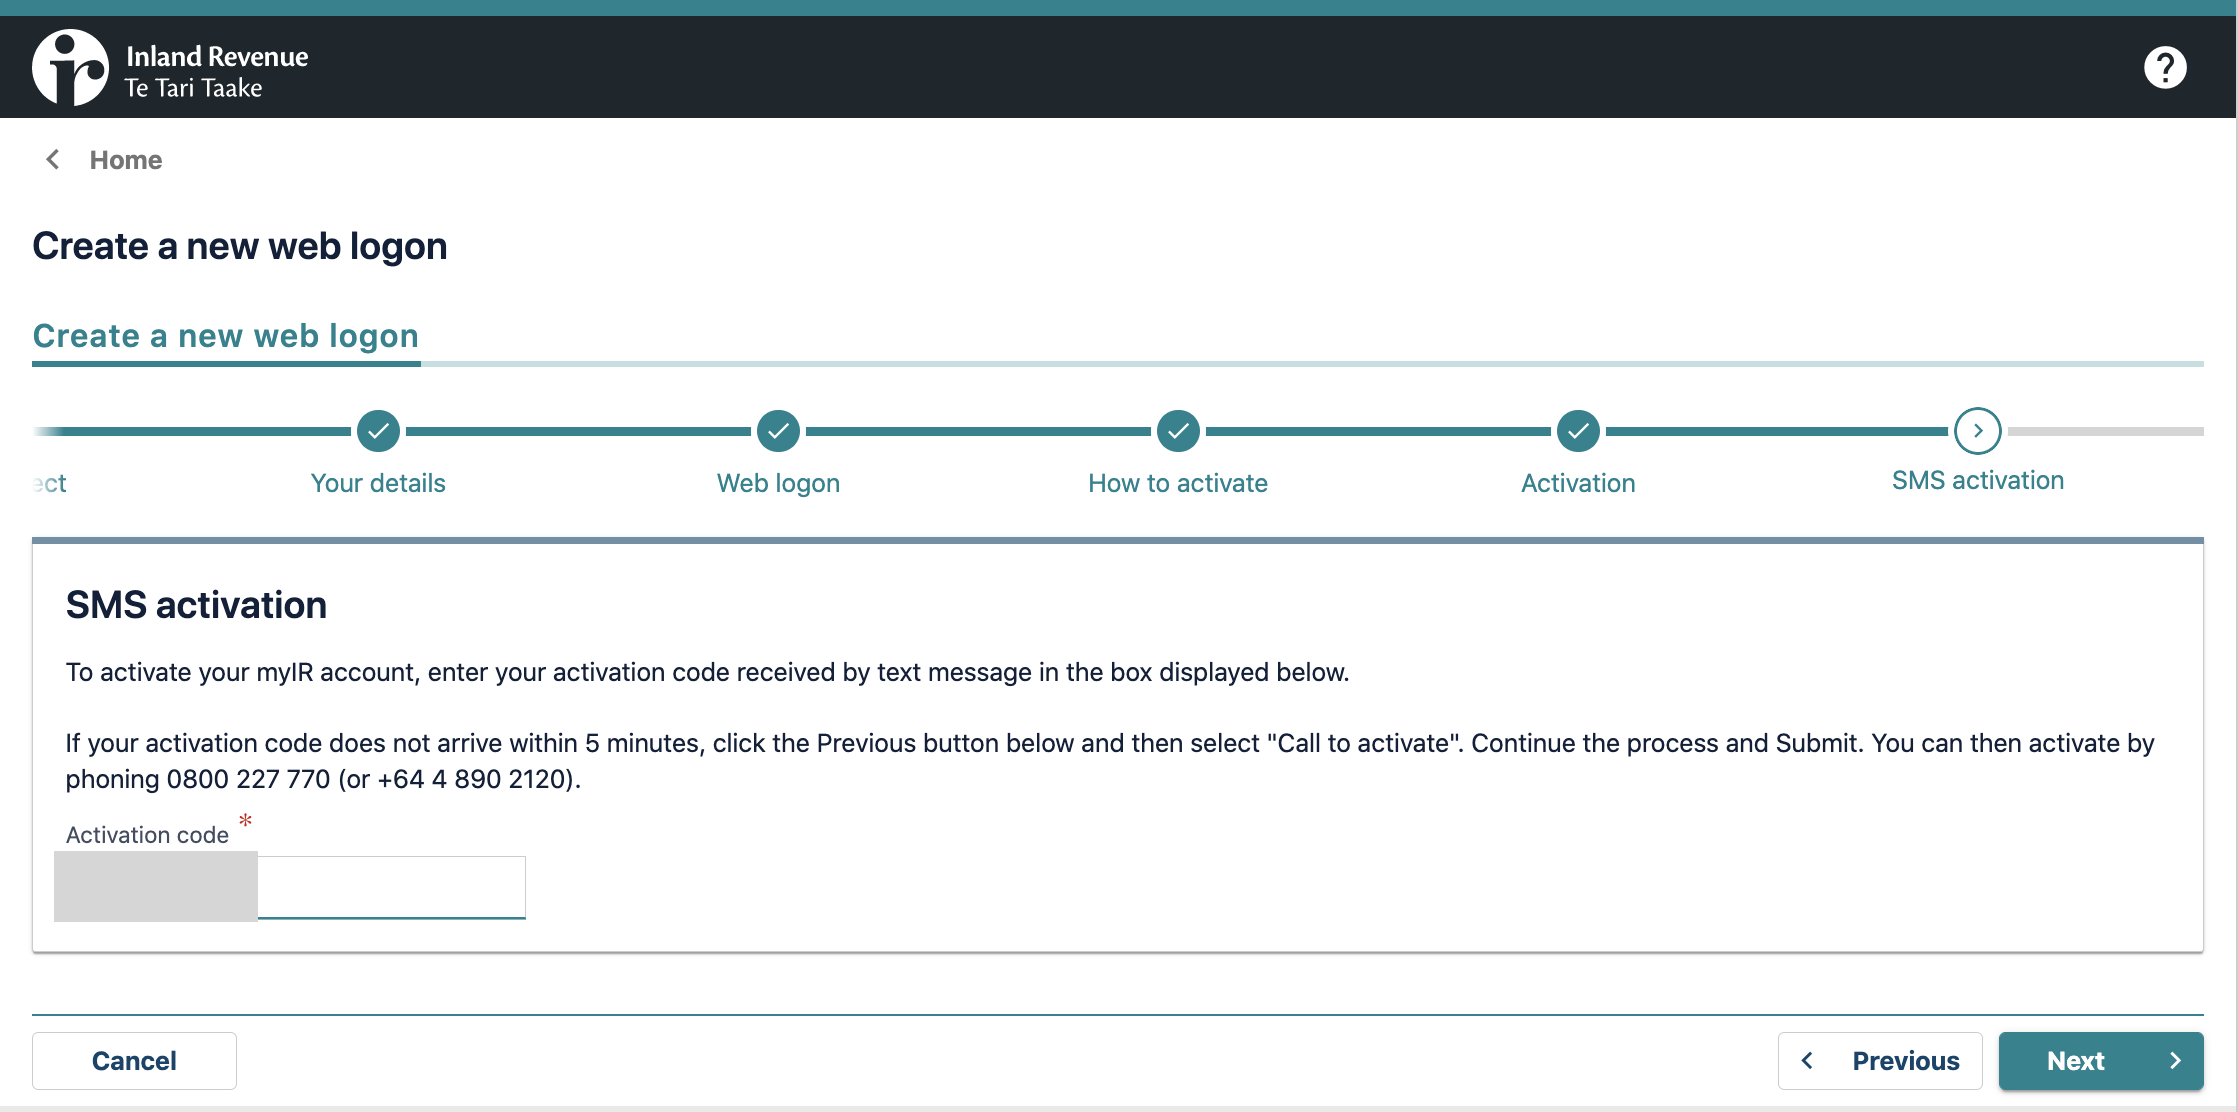 Inland Revenue
Te Tari Taake
Home
Create a new web logon
Create a new web logon
ect
Your details
Web logon
How to activate
Activation
SMS activation
SMS activation
To activate your myIR account, enter your activation code received by text message in the box displayed below.
If your activation code does not arrive within 5 minutes, click the Previous button below and then select "Call to activate". Continue the process and Submit. You can then activate by
phoning 0800 227 770 (or +64 4 890 2120).
Activation code *
Cancel
Previous
Next